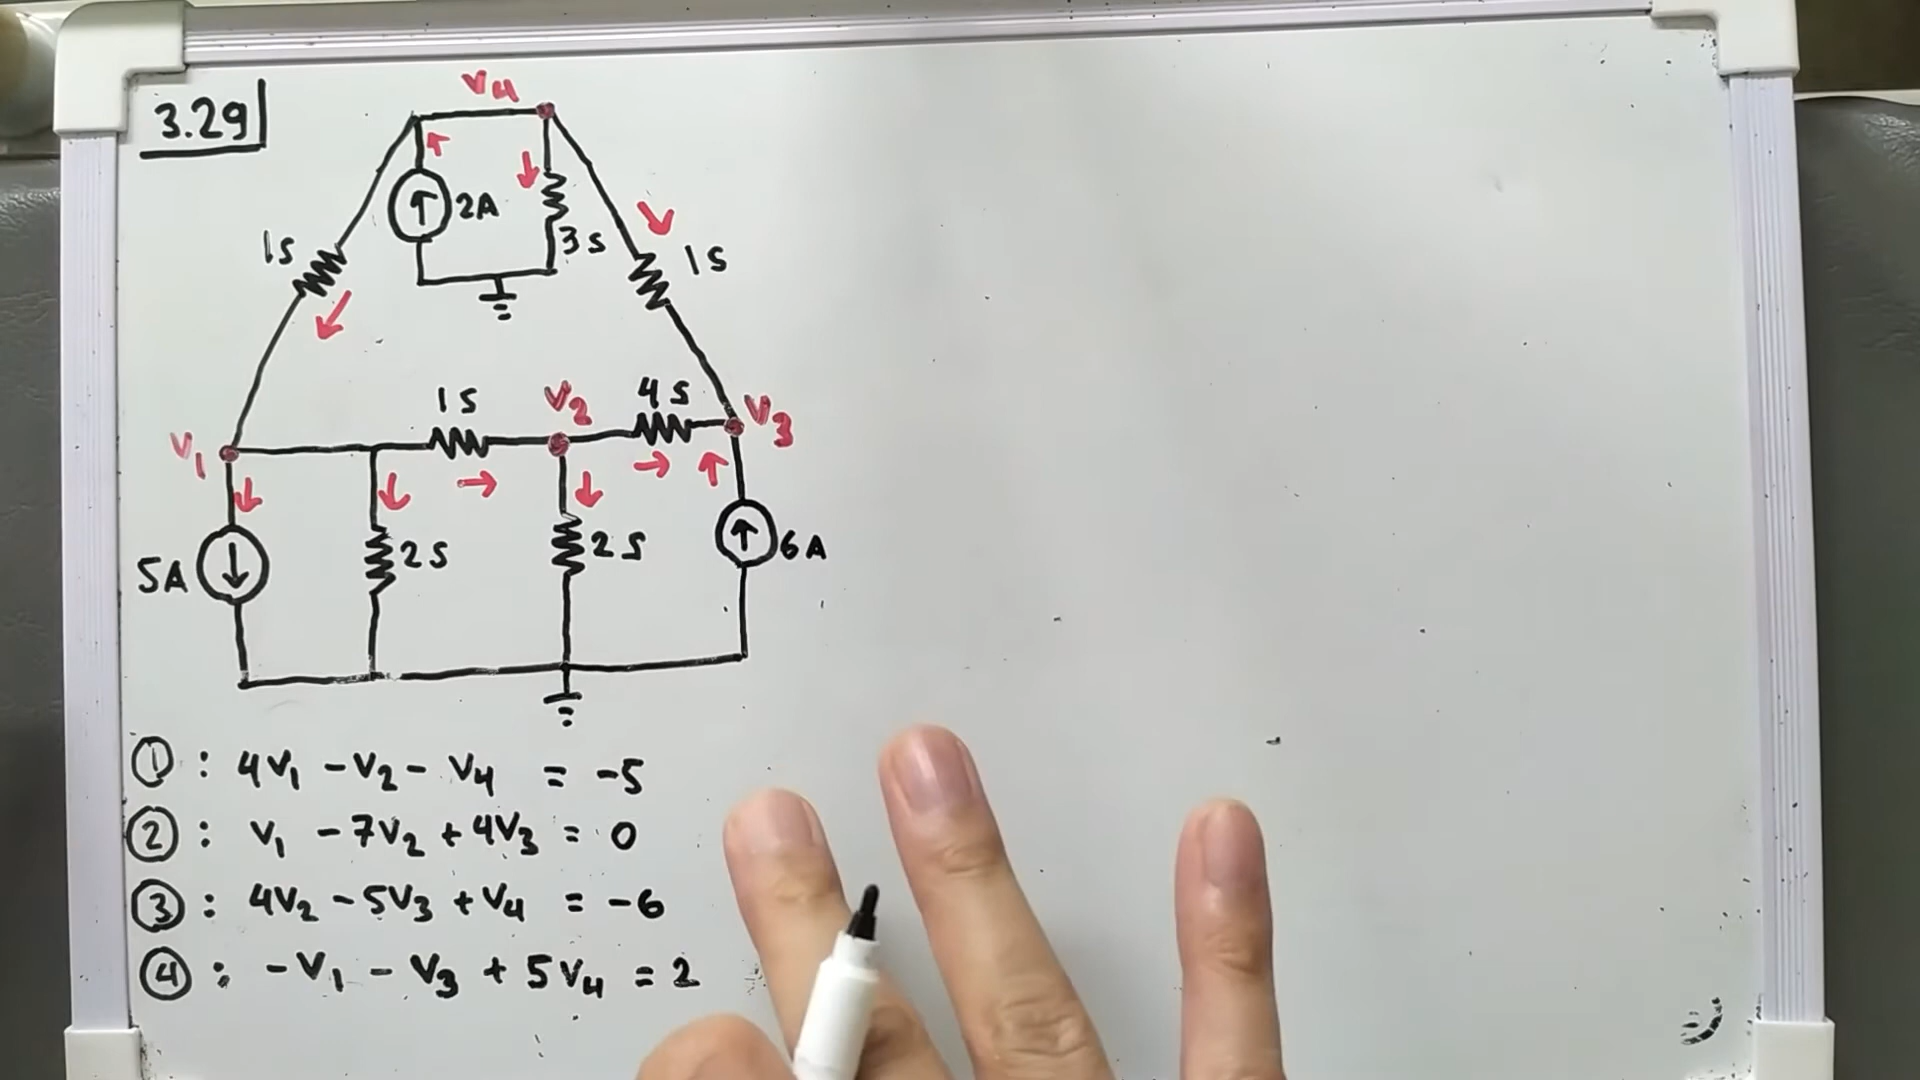 3.29
V4
2A
3s
1s
1s
1s
V2
4s
V3
V1
5A
2s
2s
6A
① : 4V1 - V2 - V4 = -5
② : V1 - 7V2 + 4V3 = 0
③ : 4V2 - 5V3 + V4 = -6
④ : -V1 - V3 + 5V4 = 2